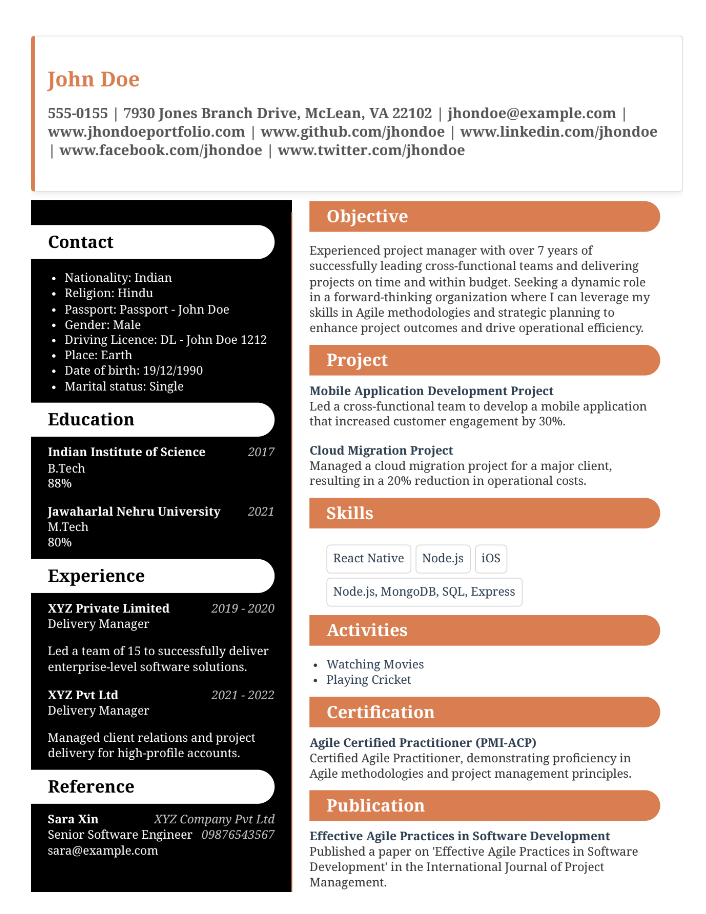 John Doe
555-0155 | 7930 Jones Branch Drive, McLean, VA 22102 | jhondoe@example.com |
www.jhondoeportfolio.com | www.github.com/jhondoe | www.linkedin.com/jhondoe
| www.facebook.com/jhondoe | www.twitter.com/jhondoe
Contact
• Nationality: Indian
• Religion: Hindu
• Passport: Passport - John Doe
• Gender: Male
• Driving Licence: DL - John Doe 1212
• Place: Earth
• Date of birth: 19/12/1990
• Marital status: Single
Education
Indian Institute of Science 2017
B.Tech
88%
Jawaharlal Nehru University 2021
M.Tech
80%
Experience
XYZ Private Limited 2019 - 2020
Delivery Manager
Led a team of 15 to successfully deliver
enterprise-level software solutions.
XYZ Pvt Ltd 2021 - 2022
Delivery Manager
Managed client relations and project
delivery for high-profile accounts.
Reference
Sara Xin XYZ Company Pvt Ltd
Senior Software Engineer 09876543567
sara@example.com
Objective
Experienced project manager with over 7 years of
successfully leading cross-functional teams and delivering
projects on time and within budget. Seeking a dynamic role
in a forward-thinking organization where I can leverage my
skills in Agile methodologies and strategic planning to
enhance project outcomes and drive operational efficiency.
Project
Mobile Application Development Project
Led a cross-functional team to develop a mobile application
that increased customer engagement by 30%.
Cloud Migration Project
Managed a cloud migration project for a major client,
resulting in a 20% reduction in operational costs.
Skills
React Native Node.js iOS
Node.js, MongoDB, SQL, Express
Activities
• Watching Movies
• Playing Cricket
Certification
Agile Certified Practitioner (PMI-ACP)
Certified Agile Practitioner, demonstrating proficiency in
Agile methodologies and project management principles.
Publication
Effective Agile Practices in Software Development
Published a paper on 'Effective Agile Practices in Software
Development' in the International Journal of Project
Management.